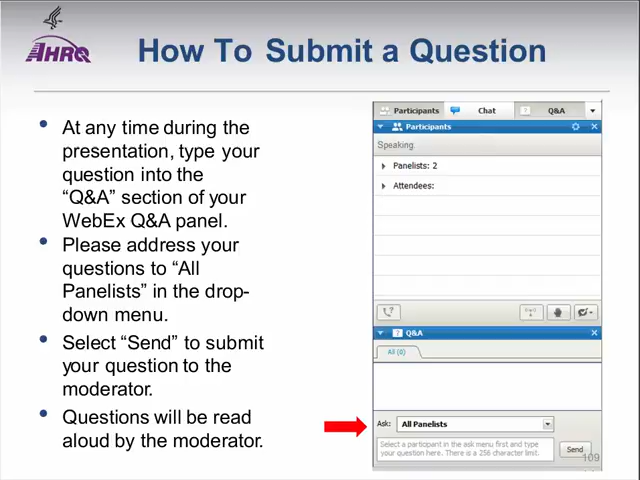 AHRQ
How To Submit a Question
• At any time during the
presentation, type your
question into the
“Q&A” section of your
WebEx Q&A panel.
• Please address your
questions to “All
Panelists” in the drop-
down menu.
• Select “Send” to submit
your question to the
moderator.
• Questions will be read
aloud by the moderator.
Participants Chat ? Q&A
Participants
Speaking:
Panelists: 2
Attendees:
? Q&A
All (0)
Ask: All Panelists
Select a participant in the ask menu first and type
your question here. There is a 256 character limit.
Send
109